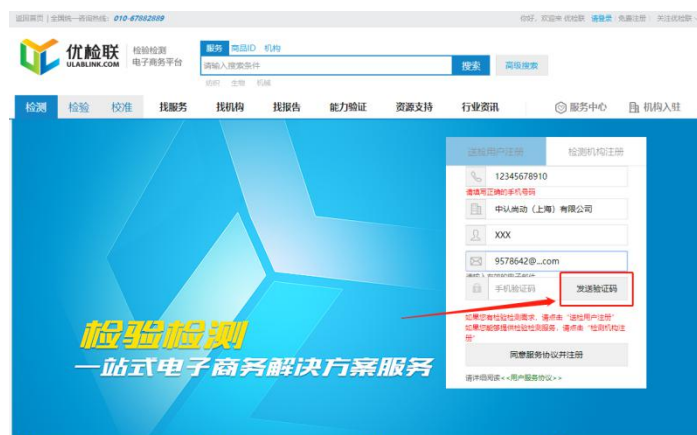 返回首页 | 全国统一咨询热线：010-67882889
你好，欢迎来 优检联 请登录 | 免费注册 | 关注优检联
优检联
ULABLINK.COM
检验检测
电子商务平台
服务 商品ID 机构
请输入搜索条件
搜索 高级搜索
纺织 生物 机械
检测 检验 校准 找服务 找机构 找报告 能力验证 资源支持 行业资讯 服务中心 机构入驻
送检用户注册 检测机构注册
12345678910
请填写正确的手机号码
中认尚动（上海）有限公司
XXX
9578642@...com
手机验证码 发送验证码
如果您有检验检测需求，请点击“送检用户注册”
如果您能够提供检验检测服务，请点击“检测机构注
册”
同意服务协议并注册
请详细阅读<<用户服务协议>>
检验检测
一站式电子商务解决方案服务